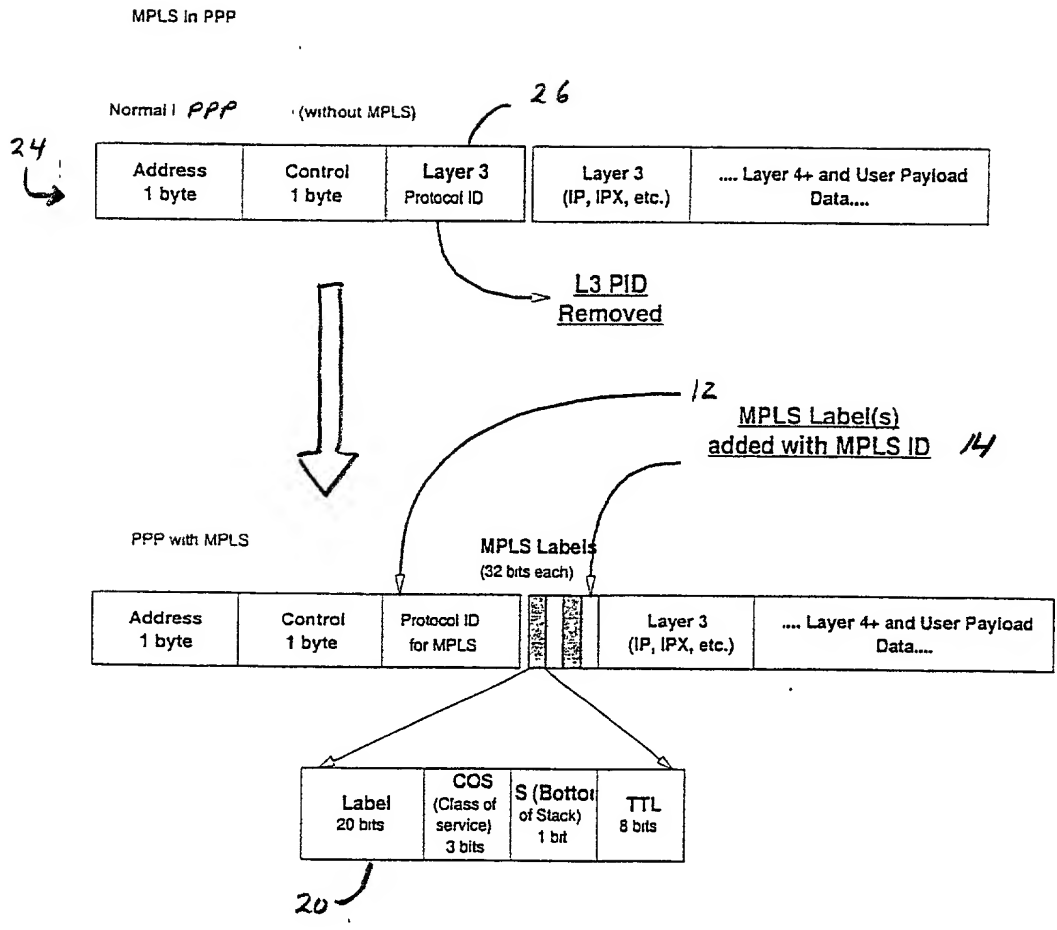 MPLS in PPP
Normal PPP (without MPLS)
26
24
Address
1 byte
Control
1 byte
Layer 3
Protocol ID
Layer 3
(IP, IPX, etc.)
.... Layer 4+ and User Payload
Data....
L3 PID
Removed
12
MPLS Label(s)
added with MPLS ID 14
PPP with MPLS
MPLS Labels
(32 bits each)
Address
1 byte
Control
1 byte
Protocol ID
for MPLS
Layer 3
(IP, IPX, etc.)
.... Layer 4+ and User Payload
Data....
Label
20 bits
COS
(Class of
service)
3 bits
S (Bottor
of Stack)
1 bit
TTL
8 bits
20